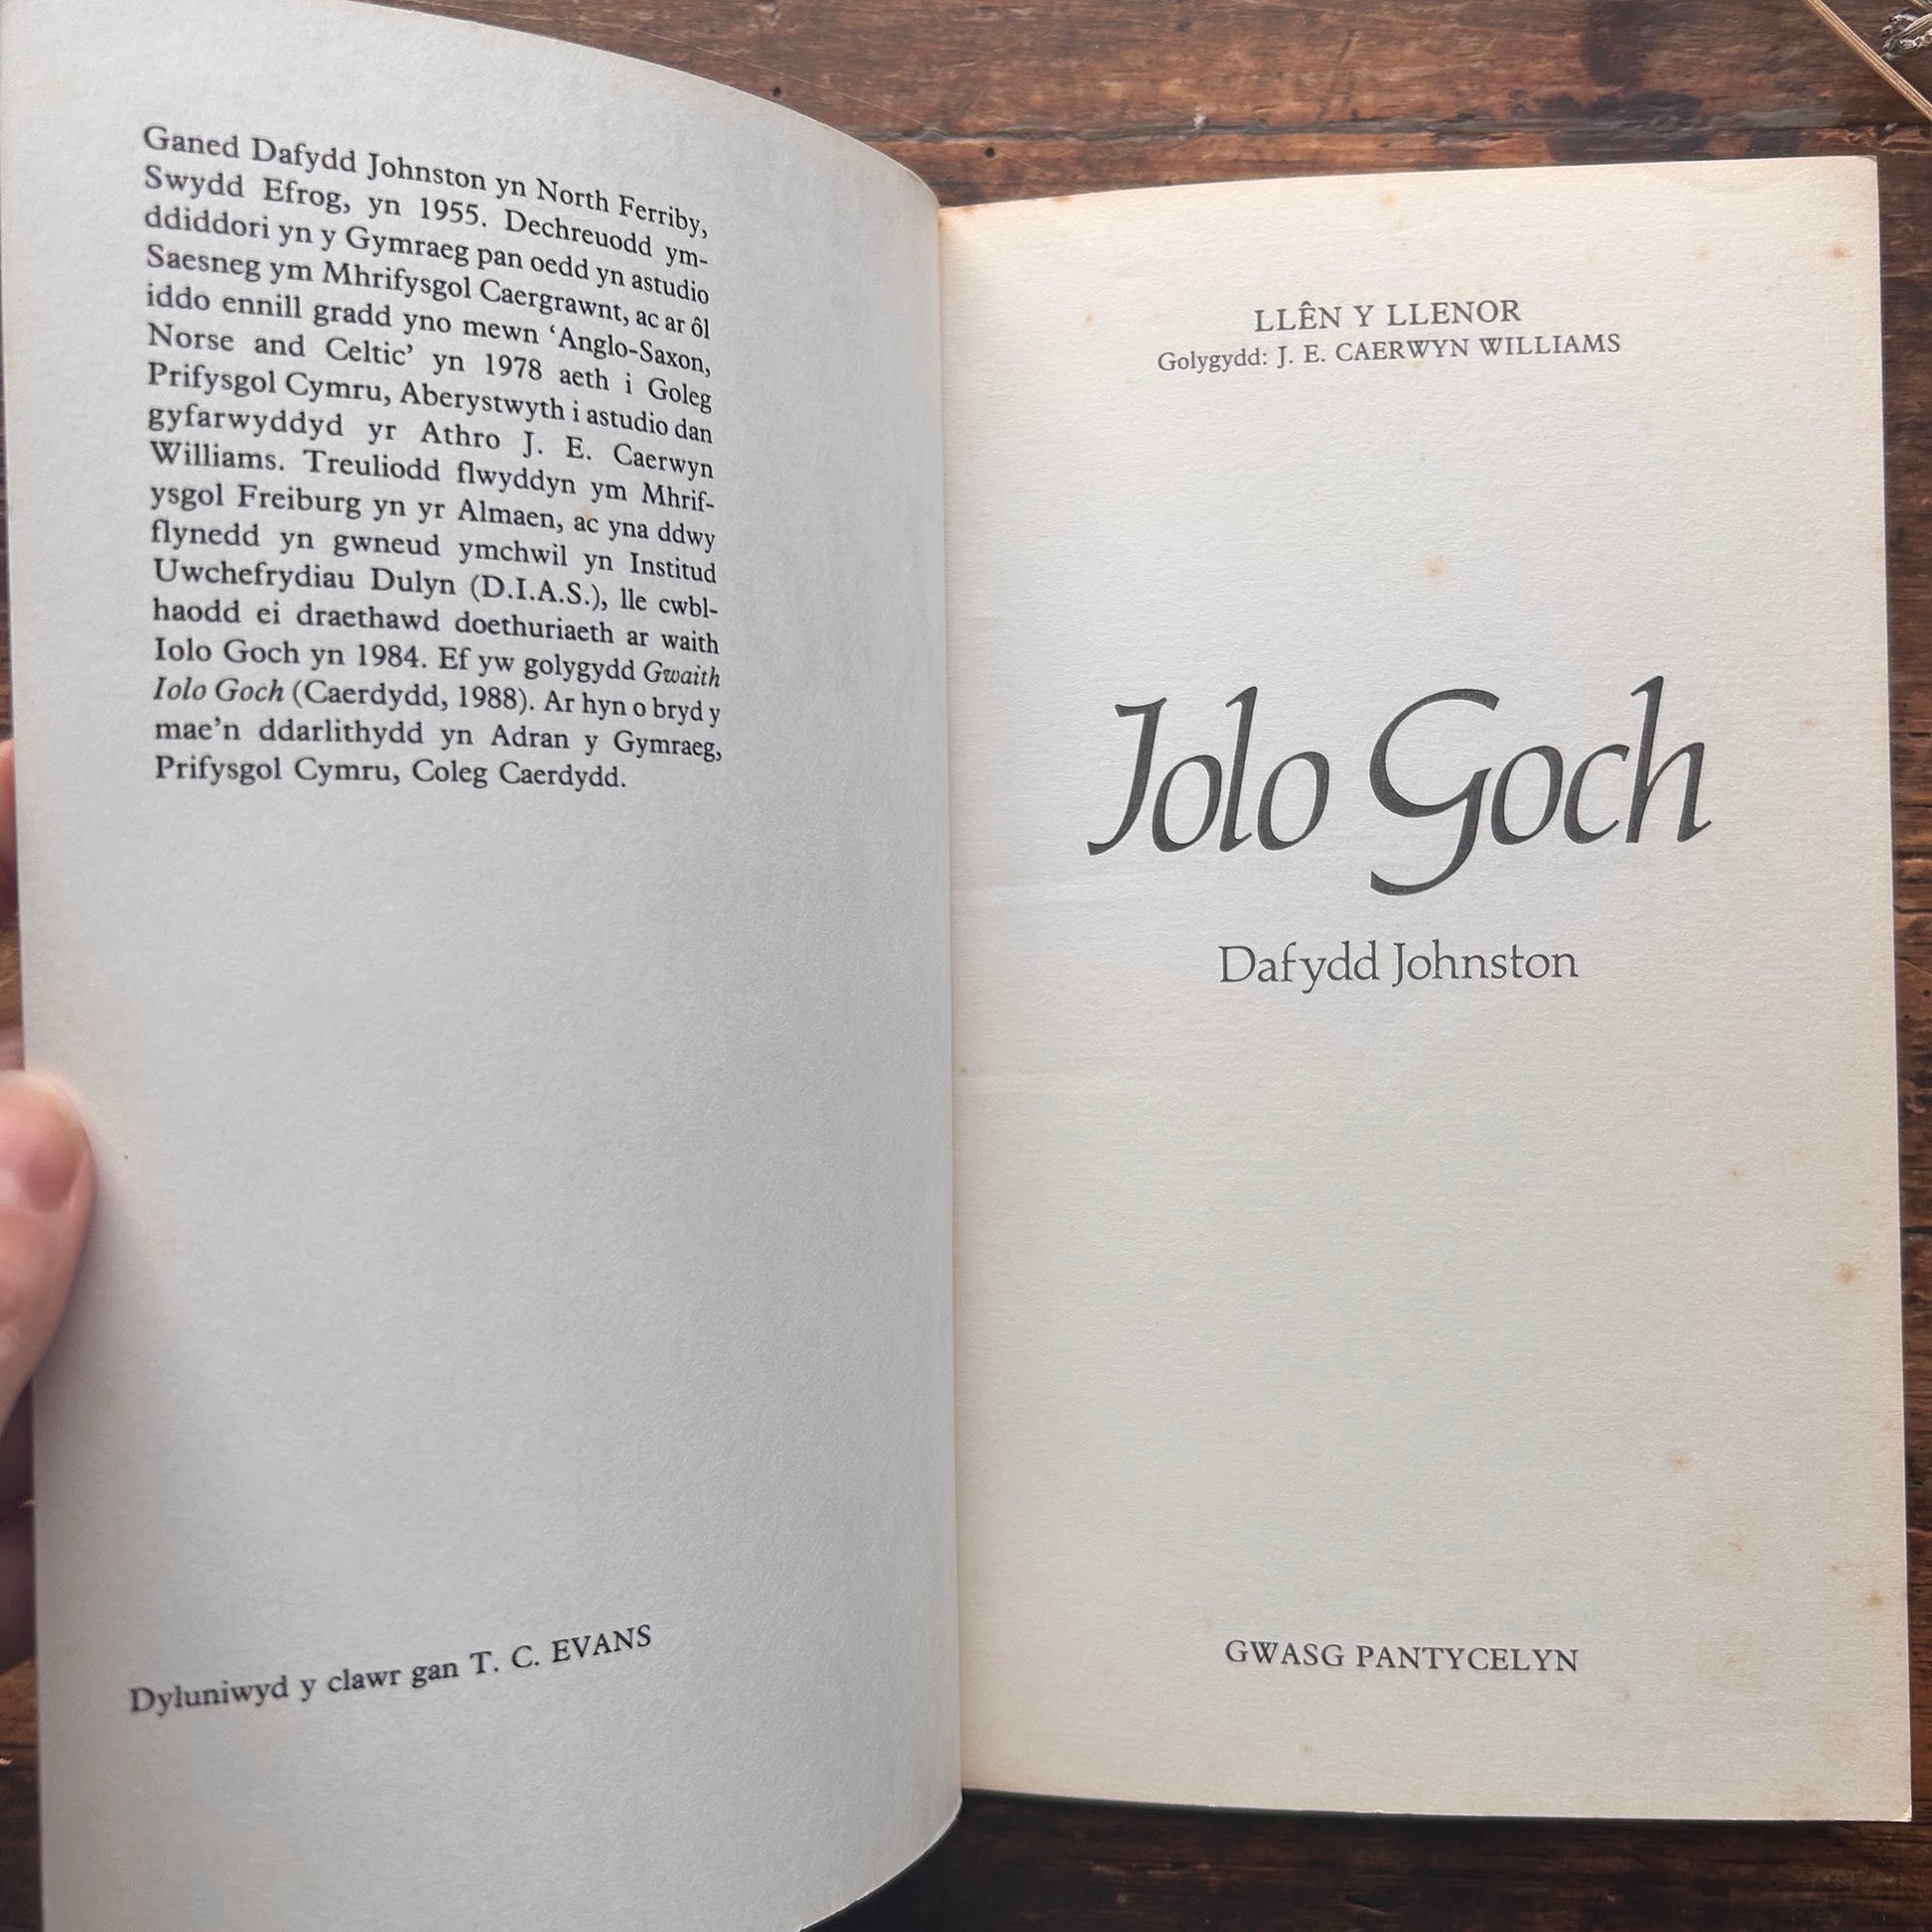 Ganed Dafydd Johnston yn North Ferriby,
Swydd Efrog, yn 1955. Dechreuodd ym-
ddiddori yn y Gymraeg pan oedd yn astudio
Saesneg ym Mhrifysgol Caergrawnt, ac ar ôl
iddo ennill gradd yno mewn ‘Anglo-Saxon,
Norse and Celtic’ yn 1978 aeth i Goleg
Prifysgol Cymru, Aberystwyth i astudio dan
gyfarwyddyd yr Athro J. E. Caerwyn
Williams. Treuliodd flwyddyn ym Mhrif-
ysgol Freiburg yn yr Almaen, ac yna ddwy
flynedd yn gwneud ymchwil yn Institud
Uwchefrydiau Dulyn (D.I.A.S.), lle cwbl-
haodd ei draethawd doethuriaeth ar waith
Iolo Goch yn 1984. Ef yw golygydd Gwaith
Iolo Goch (Caerdydd, 1988). Ar hyn o bryd y
mae’n ddarlithydd yn Adran y Gymraeg,
Prifysgol Cymru, Coleg Caerdydd.
Dyluniwyd y clawr gan T. C. EVANS
LLÊN Y LLENOR
Golygydd: J. E. CAERWYN WILLIAMS
Iolo Goch
Dafydd Johnston
GWASG PANTYCELYN